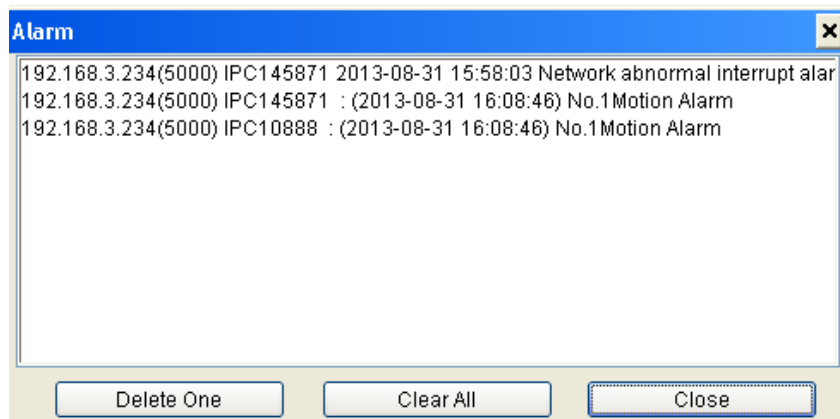 Alarm
192.168.3.234(5000) IPC145871 2013-08-31 15:58:03 Network abnormal interrupt alar
192.168.3.234(5000) IPC145871 : (2013-08-31 16:08:46) No.1Motion Alarm
192.168.3.234(5000) IPC10888 : (2013-08-31 16:08:46) No.1Motion Alarm
Delete One Clear All Close